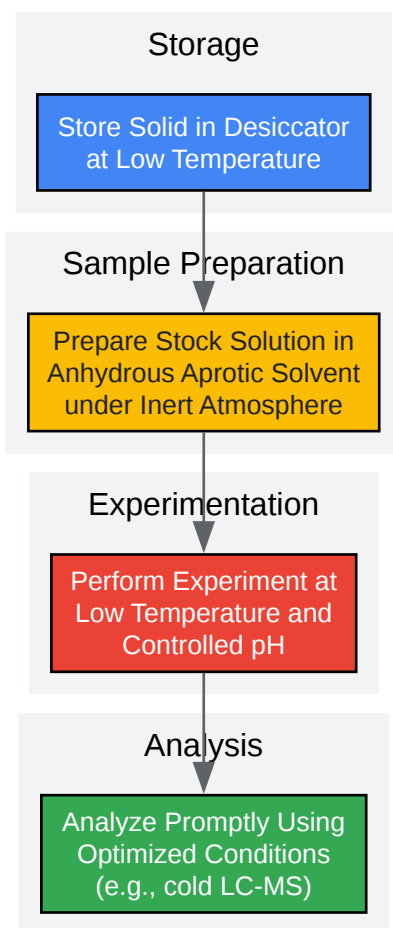 Storage
Store Solid in Desiccator
at Low Temperature
Sample Preparation
Prepare Stock Solution in
Anhydrous Aprotic Solvent
under Inert Atmosphere
Experimentation
Perform Experiment at
Low Temperature and
Controlled pH
Analysis
Analyze Promptly Using
Optimized Conditions
(e.g., cold LC-MS)